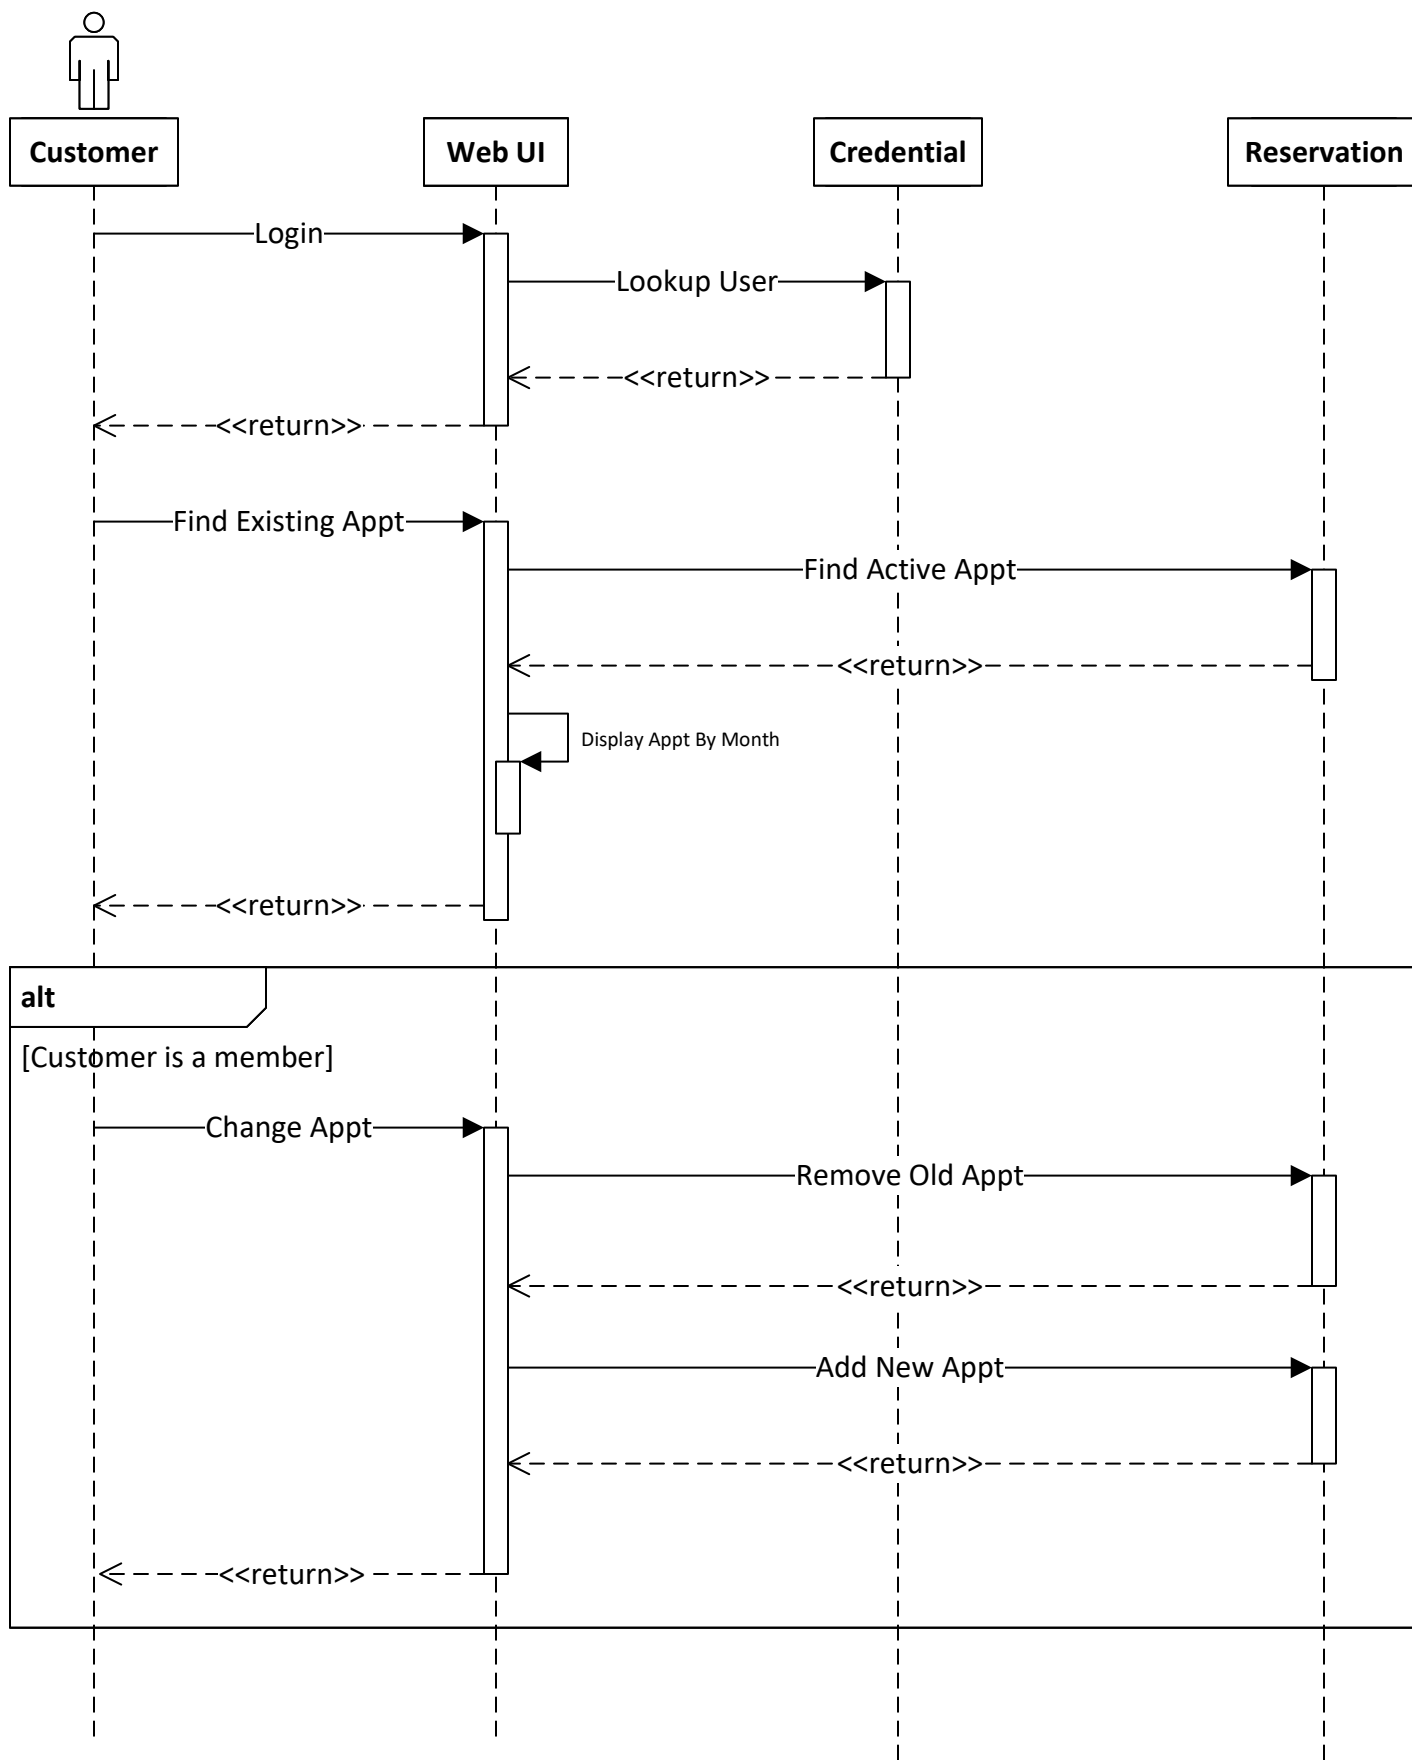 Customer
Web UI
Credential
Reservation
Login
Lookup User
<<return>>
<<return>>
Find Existing Appt
Find Active Appt
<<return>>
Display Appt By Month
<<return>>
alt
[Customer is a member]
Change Appt
Remove Old Appt
<<return>>
Add New Appt
<<return>>
<<return>>